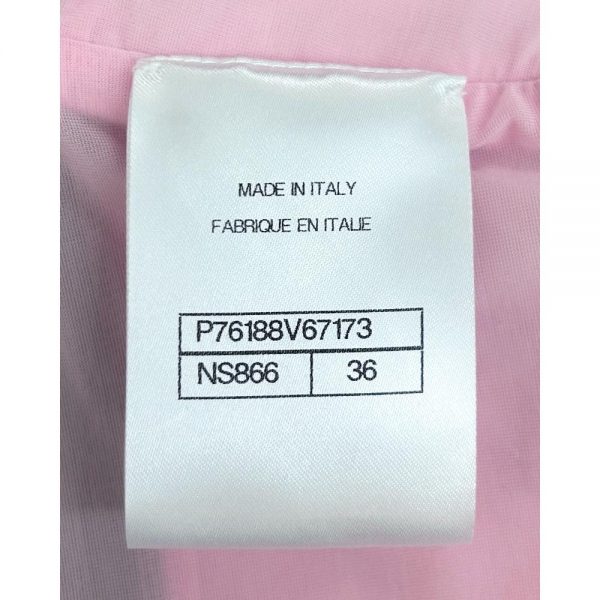 MADE IN ITALY
FABRIQUE EN ITALIE
P76188V67173
NS866 36